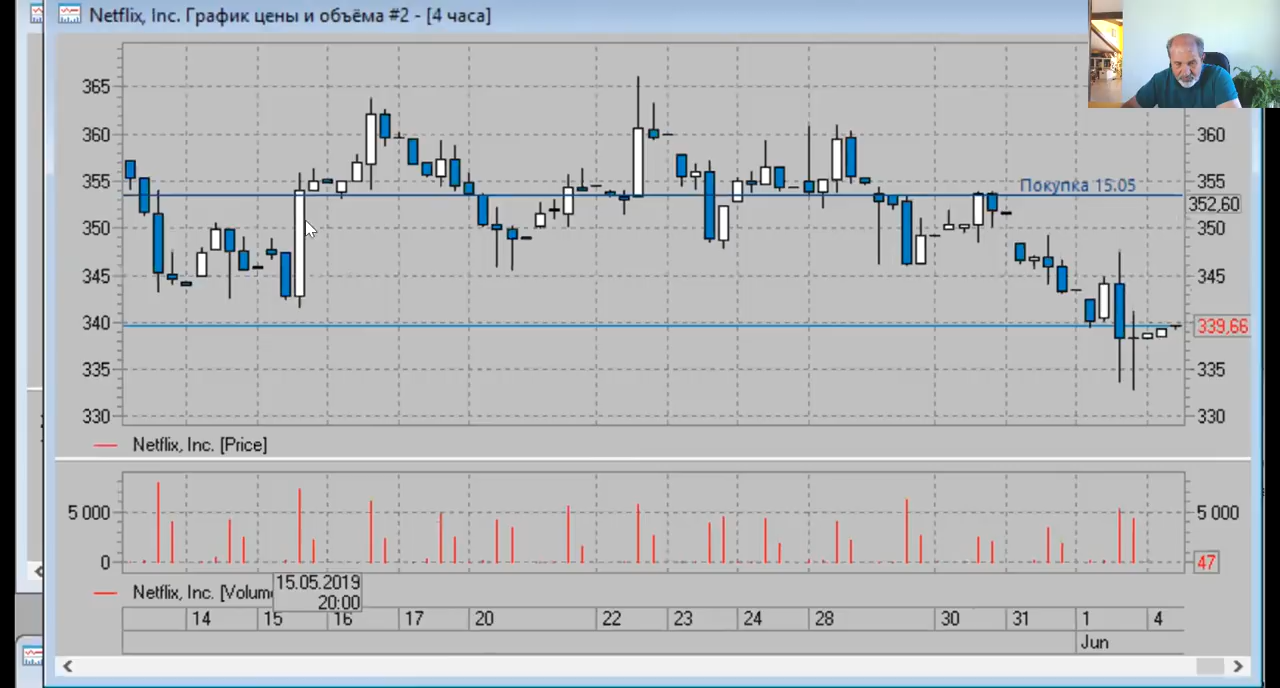 Netflix, Inc. График цены и объёма #2 - [4 часа]
365
360 360
355 Покупка 15.05 355
352,60
350 350
345 345
340
339,66
335 335
330 330
Netflix, Inc. [Price]
5 000 5 000
0 47
Netflix, Inc. [Volum
15.05.2019
20:00
14 15 16 17 20 22 23 24 28 30 31 1 4
Jun